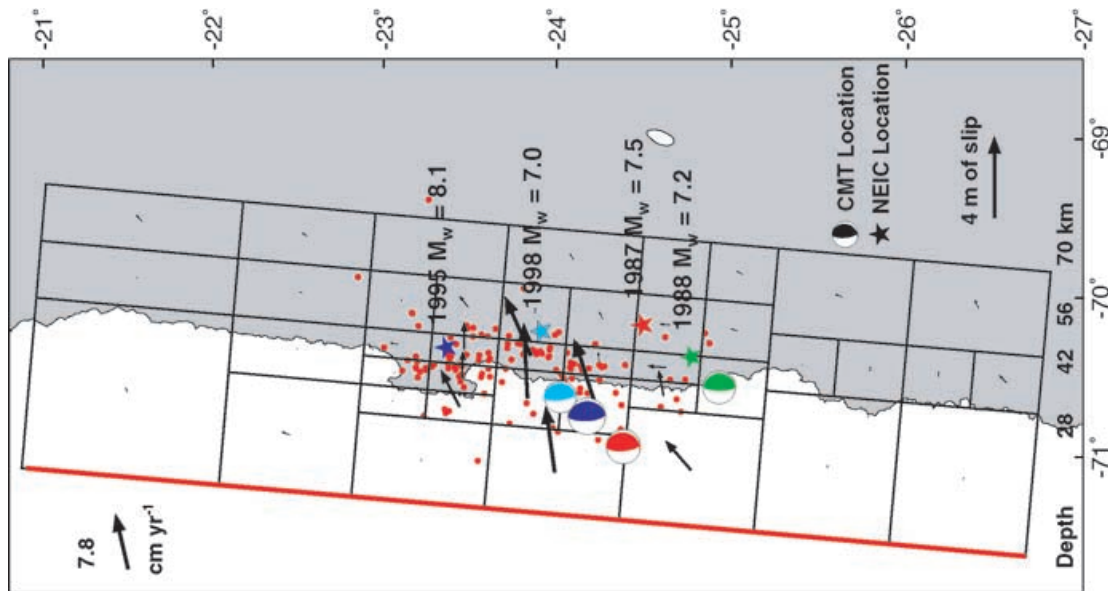 -21
-22
-23
-24
-25
-26
-27
-69°
-70°
-71°
1995 Mw = 8.1
1998 Mw = 7.0
1987 Mw = 7.5
1988 Mw = 7.2
CMT Location
NEIC Location
4 m of slip
7.8
cm yr-1
Depth 28 42 56 70 km